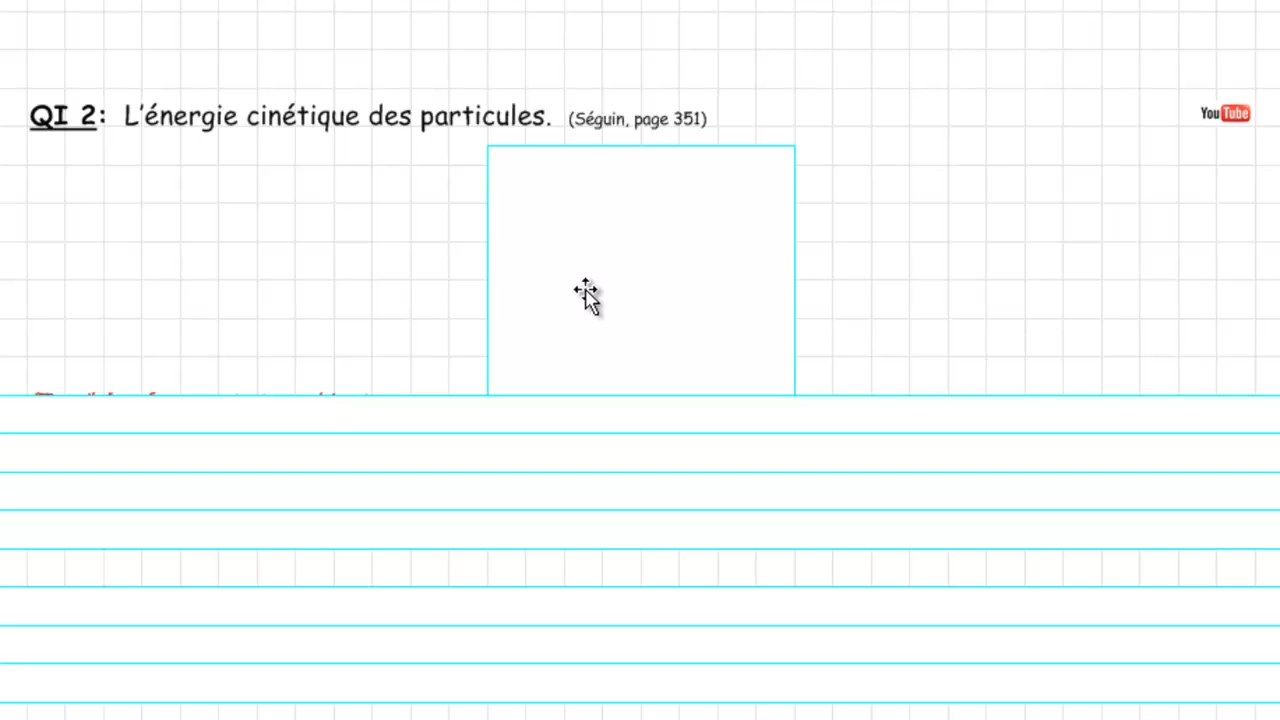 QI 2: L'énergie cinétique des particules. (Séguin, page 351)
YouTube